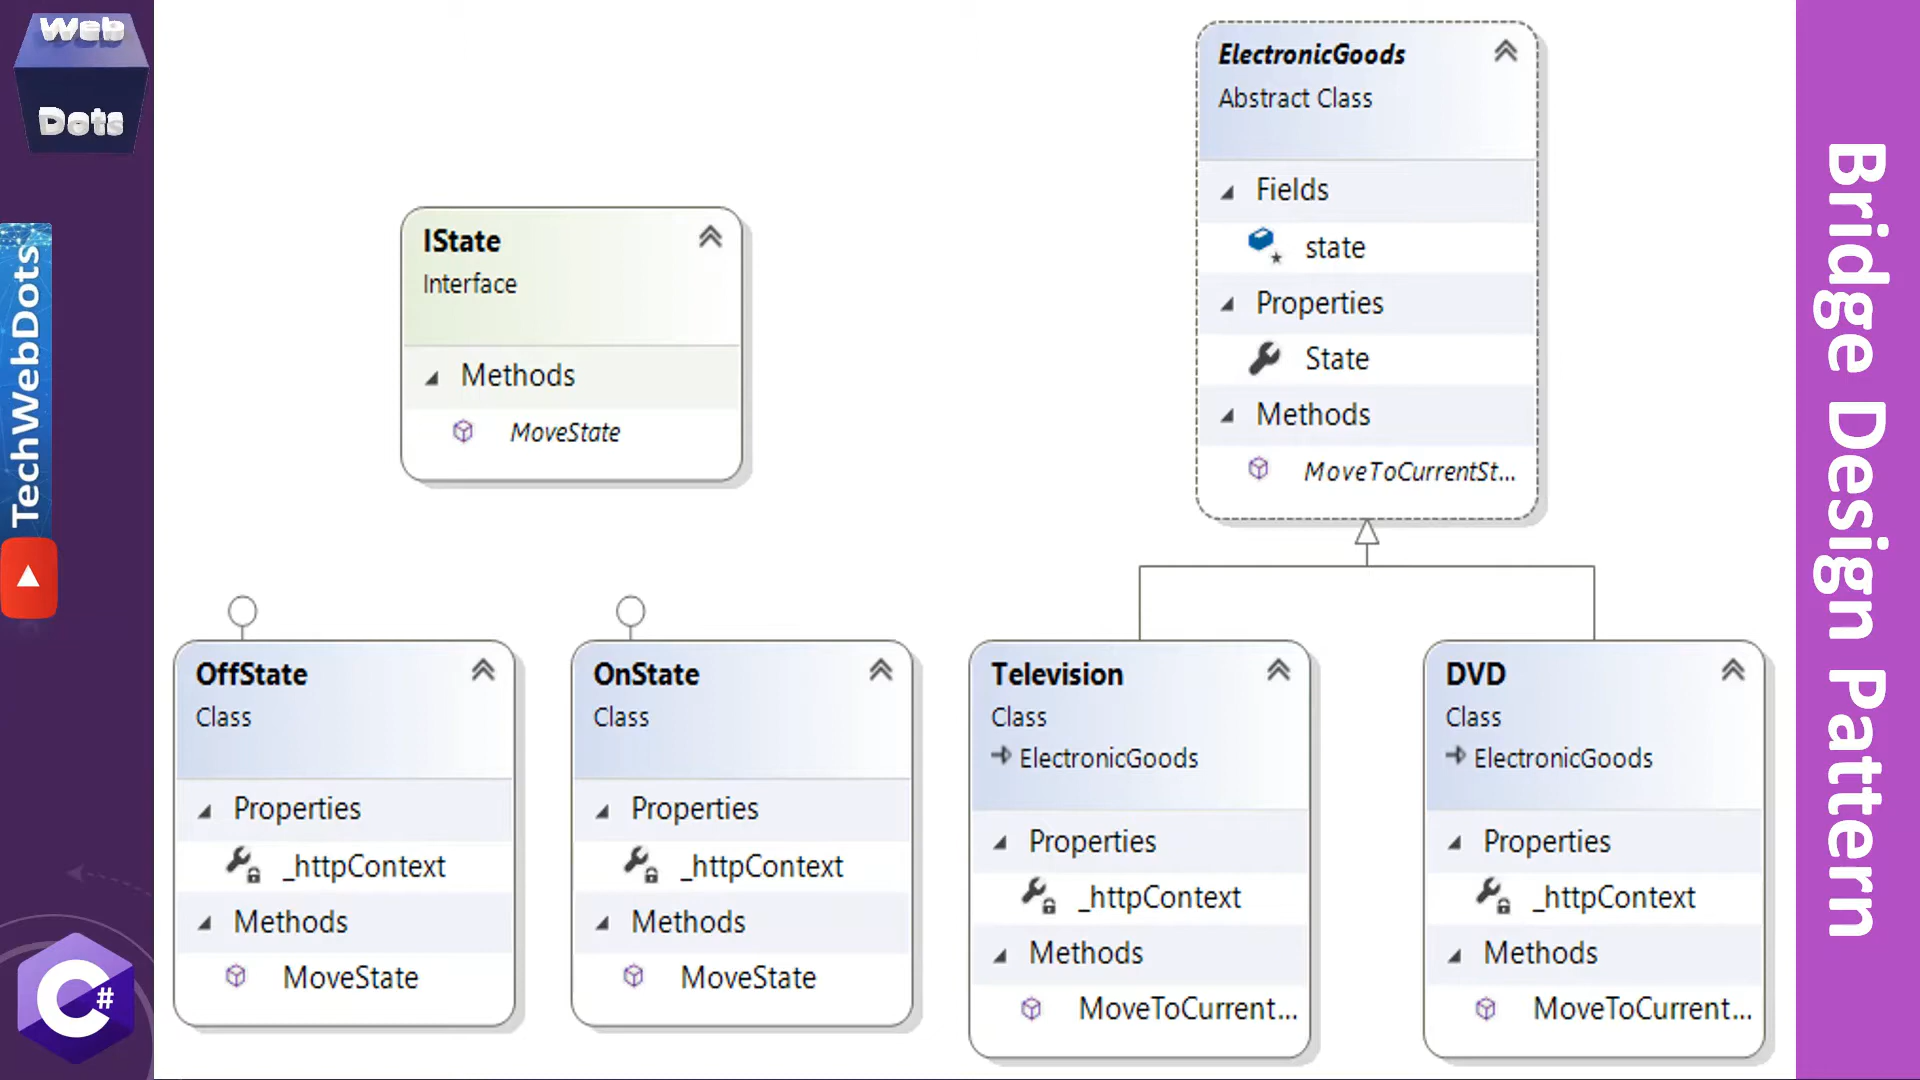 Web
Dots
TechWebDots
C#
IState
Interface
Methods
MoveState
ElectronicGoods
Abstract Class
Fields
state
Properties
State
Methods
MoveToCurrentSt...
OffState
Class
Properties
_httpContext
Methods
MoveState
OnState
Class
Properties
_httpContext
Methods
MoveState
Television
Class
ElectronicGoods
Properties
_httpContext
Methods
MoveToCurrent...
DVD
Class
ElectronicGoods
Properties
_httpContext
Methods
MoveToCurrent...
Bridge Design Pattern